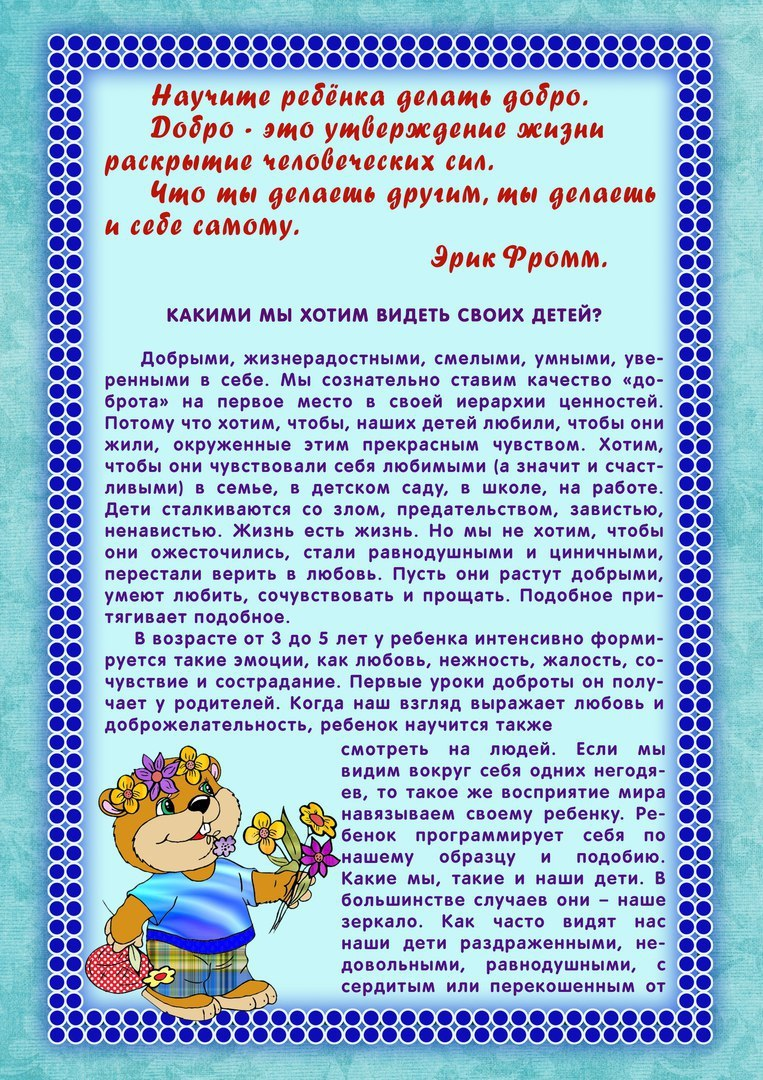 Научите ребёнка делать добро.
Добро - это утверждение жизни
раскрытие человеческих сил.
Что ты делаешь другим, ты делаешь
и себе самому.
Эрик Фромм.
КАКИМИ МЫ ХОТИМ ВИДЕТЬ СВОИХ ДЕТЕЙ?
Добрыми, жизнерадостными, смелыми, умными, уве-
ренными в себе. Мы сознательно ставим качество «до-
брота» на первое место в своей иерархии ценностей.
Потому что хотим, чтобы, наших детей любили, чтобы они
жили, окруженные этим прекрасным чувством. Хотим,
чтобы они чувствовали себя любимыми (а значит и счаст-
ливыми) в семье, в детском саду, в школе, на работе.
Дети сталкиваются со злом, предательством, завистью,
ненавистью. Жизнь есть жизнь. Но мы не хотим, чтобы
они ожесточились, стали равнодушными и циничными,
перестали верить в любовь. Пусть они растут добрыми,
умеют любить, сочувствовать и прощать. Подобное при-
тягивает подобное.
В возрасте от 3 до 5 лет у ребенка интенсивно форми-
руется такие эмоции, как любовь, нежность, жалость, со-
чувствие и сострадание. Первые уроки доброты он полу-
чает у родителей. Когда наш взгляд выражает любовь и
доброжелательность, ребенок научится также
смотреть на людей. Если мы
видим вокруг себя одних негодя-
ев, то такое же восприятие мира
навязываем своему ребенку. Ре-
бенок программирует себя по
нашему образцу и подобию.
Какие мы, такие и наши дети. В
большинстве случаев они – наше
зеркало. Как часто видят нас
наши дети раздраженными, не-
довольными, равнодушными, с
сердитым или перекошенным от